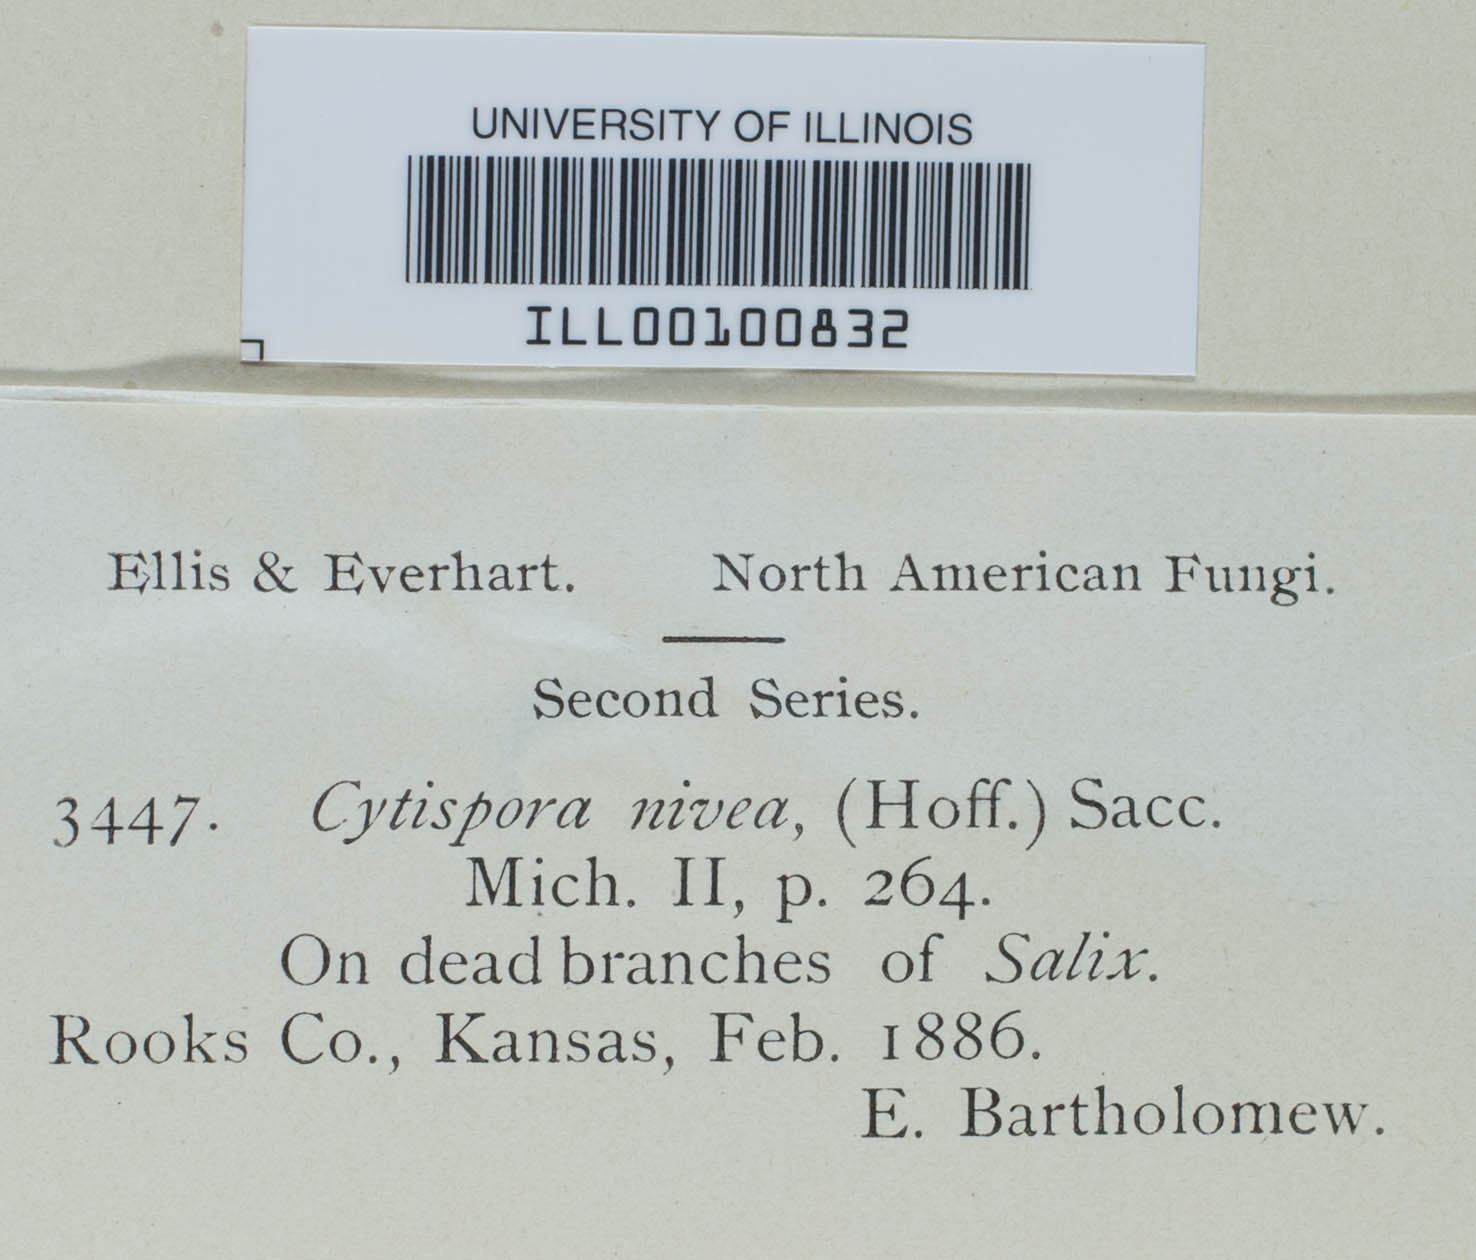 UNIVERSITY OF ILLINOIS
ILL00100832
Ellis & Everhart. North American Fungi.
Second Series.
3447. Cytispora nivea, (Hoff.) Sacc.
Mich. II, p. 264.
On dead branches of Salix.
Rooks Co., Kansas, Feb. 1886.
E. Bartholomew.